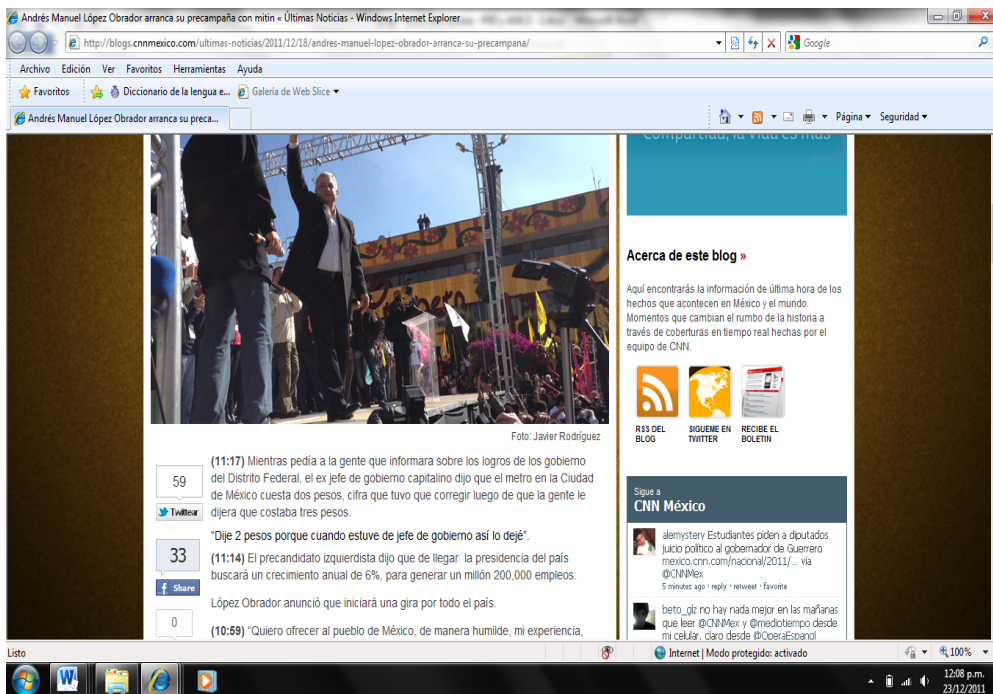 Andrés Manuel López Obrador arranca su precampaña con mitin « Últimas Noticias - Windows Internet Explorer
http://blogs.cnnmexico.com/ultimas-noticias/2011/12/18/andres-manuel-lopez-obrador-arranca-su-precampana/
Google
Archivo Edición Ver Favoritos Herramientas Ayuda
Favoritos Diccionario de la lengua e... Galería de Web Slice
Andrés Manuel López Obrador arranca su preca...
Página Seguridad
Compartida, la vida es más
Foto: Javier Rodríguez
59
Twittear
33
Share
0
(11:17) Mientras pedía a la gente que informara sobre los logros de los gobierno
del Distrito Federal, el ex jefe de gobierno capitalino dijo que el metro en la Ciudad
de México cuesta dos pesos, cifra que tuvo que corregir luego de que la gente le
dijera que costaba tres pesos.
“Dije 2 pesos porque cuando estuve de jefe de gobierno así lo dejé”.
(11:14) El precandidato izquierdista dijo que de llegar la presidencia del país
buscará un crecimiento anual de 6%, para generar un millón 200,000 empleos.
López Obrador anunció que iniciará una gira por todo el país.
(10:59) “Quiero ofrecer al pueblo de México, de manera humilde, mi experiencia,
Acerca de este blog »
Aquí encontrarás la información de última hora de los
hechos que acontecen en México y el mundo.
Momentos que cambian el rumbo de la historia a
través de coberturas en tiempo real hechas por el
equipo de CNN.
RSS DEL
BLOG
SIGUEME EN
TWITTER
RECIBE EL
BOLETIN
Sigue a
CNN México
alemystery Estudiantes piden a diputados
juicio político al gobernador de Guerrero
mexico.cnn.com/nacional/2011/... via
@CNNMex
5 minutes ago · reply · retweet · favorite
beto_glz no hay nada mejor en las mañanas
que leer @CNNMex y @mediotiempo desde
mi celular, claro desde @OperaEspanol
Listo
Internet | Modo protegido: activado
100%
12:08 p.m.
23/12/2011